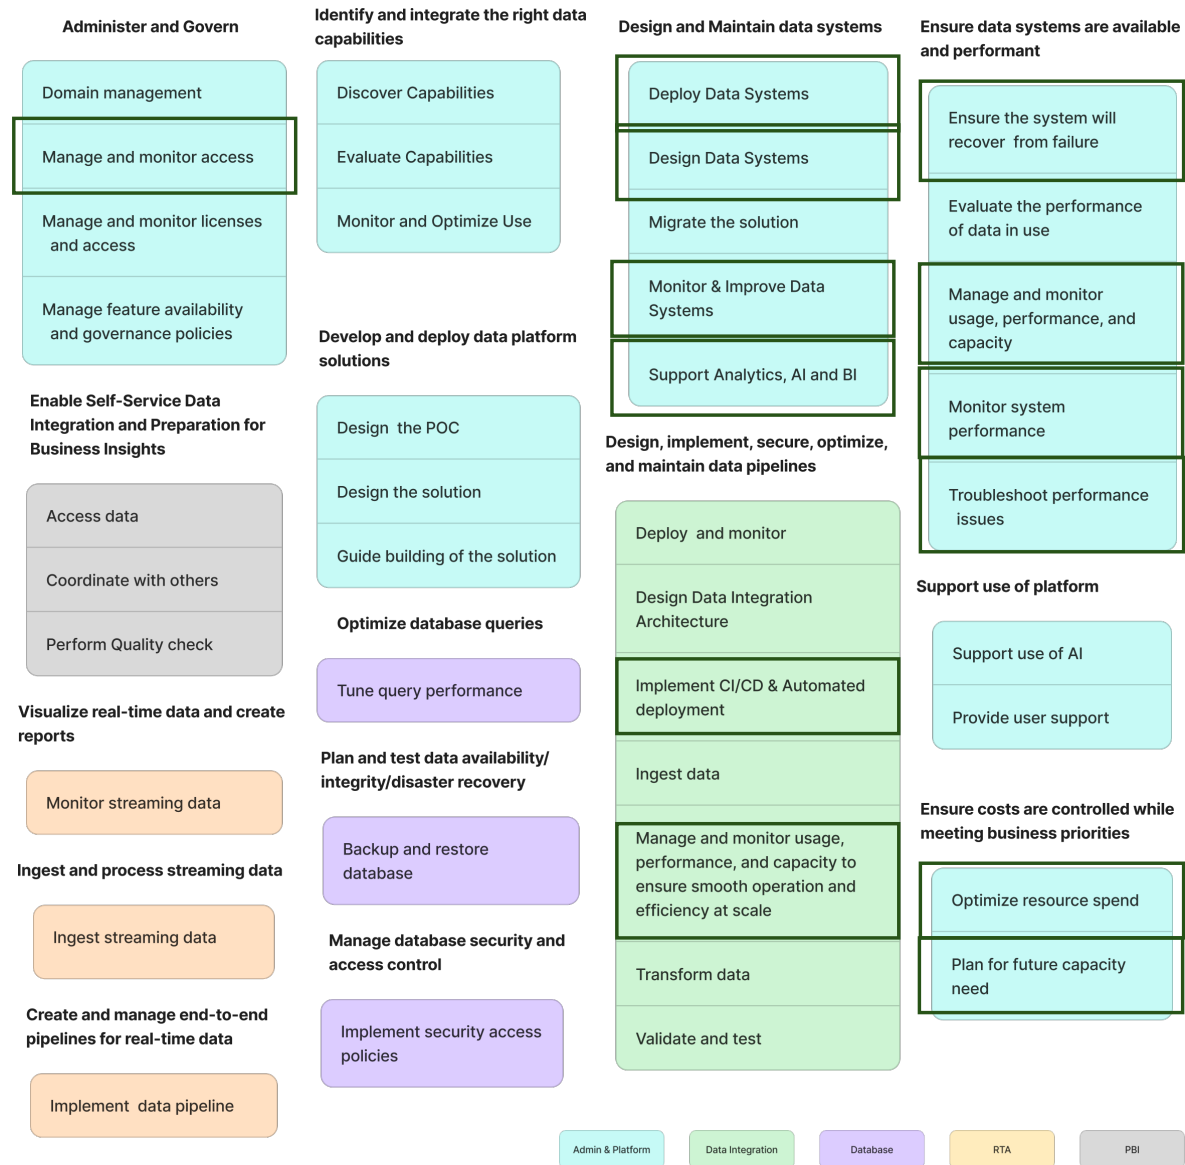 Administer and Govern
Domain management
Manage and monitor access
Manage and monitor licenses
and access
Manage feature availability
and governance policies
Enable Self-Service Data
Integration and Preparation for
Business Insights
Access data
Coordinate with others
Perform Quality check
Visualize real-time data and create
reports
Monitor streaming data
Ingest and process streaming data
Ingest streaming data
Create and manage end-to-end
pipelines for real-time data
Implement data pipeline
Identify and integrate the right data
capabilities
Discover Capabilities
Evaluate Capabilities
Monitor and Optimize Use
Develop and deploy data platform
solutions
Design the POC
Design the solution
Guide building of the solution
Optimize database queries
Tune query performance
Plan and test data availability/
integrity/disaster recovery
Backup and restore
database
Manage database security and
access control
Implement security access
policies
Design and Maintain data systems
Deploy Data Systems
Design Data Systems
Migrate the solution
Monitor & Improve Data
Systems
Support Analytics, AI and BI
Design, implement, secure, optimize,
and maintain data pipelines
Deploy and monitor
Design Data Integration
Architecture
Implement CI/CD & Automated
deployment
Ingest data
Manage and monitor usage,
performance, and capacity to
ensure smooth operation and
efficiency at scale
Transform data
Validate and test
Ensure data systems are available
and performant
Ensure the system will
recover from failure
Evaluate the performance
of data in use
Manage and monitor
usage, performance, and
capacity
Monitor system
performance
Troubleshoot performance
issues
Support use of platform
Support use of AI
Provide user support
Ensure costs are controlled while
meeting business priorities
Optimize resource spend
Plan for future capacity
need
Admin & Platform
Data Integration
Database
RTA
PBI